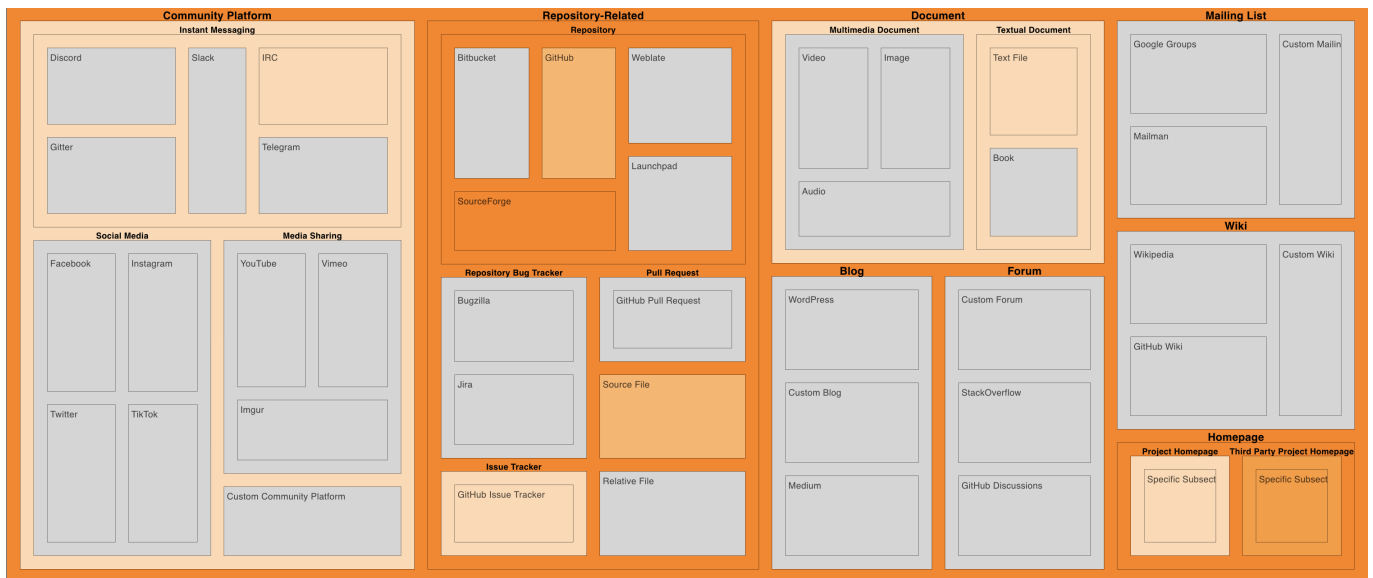 Community Platform
Instant Messaging
Discord
Slack
IRC
Gitter
Telegram
Social Media
Facebook
Instagram
Twitter
TikTok
Media Sharing
YouTube
Vimeo
Imgur
Custom Community Platform
Repository-Related
Repository
Bitbucket
GitHub
Weblate
Launchpad
SourceForge
Repository Bug Tracker
Bugzilla
Jira
Pull Request
GitHub Pull Request
Source File
Issue Tracker
GitHub Issue Tracker
Relative File
Document
Multimedia Document
Video
Image
Audio
Textual Document
Text File
Book
Blog
WordPress
Custom Blog
Medium
Forum
Custom Forum
StackOverflow
GitHub Discussions
Mailing List
Google Groups
Custom Mailin
Mailman
Wiki
Wikipedia
Custom Wiki
GitHub Wiki
Homepage
Project Homepage
Specific Subsect
Third Party Project Homepage
Specific Subsect